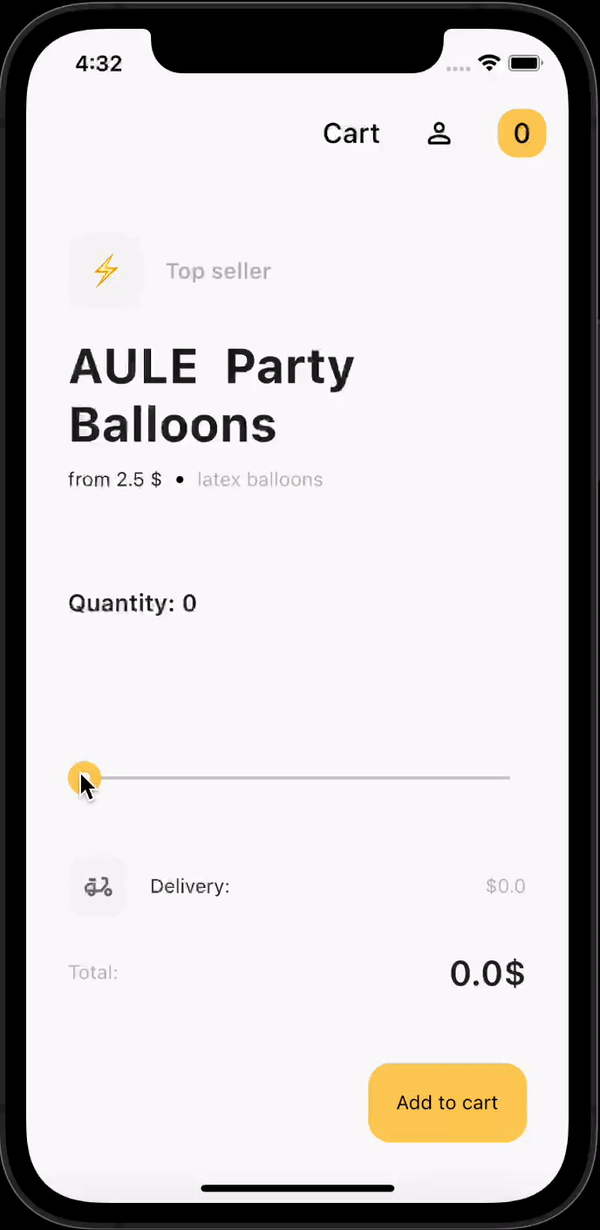 4:32
Cart 0
Top seller
AULE Party
Balloons
from 2.5 $ • latex balloons
Quantity: 0
Delivery: $0.0
Total: 0.0$
Add to cart